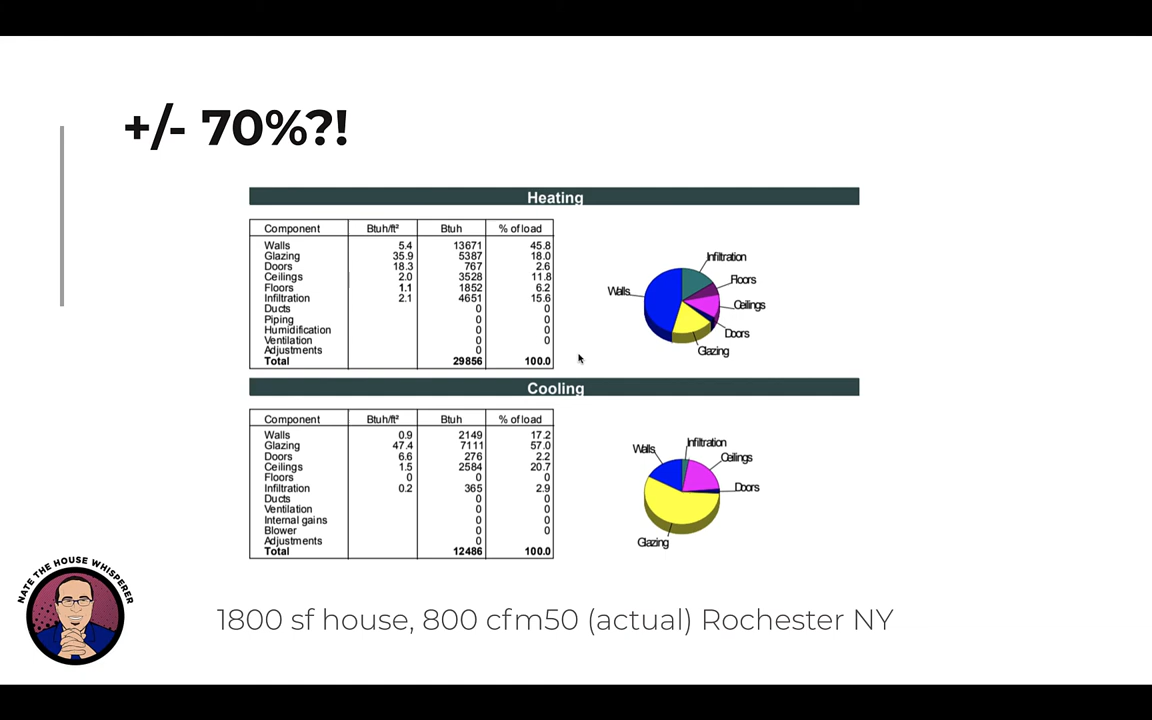 +/- 70%?!
Heating
Component Btuh/ft² Btuh % of load
Walls 5.4 13671 45.8
Glazing 35.9 5387 18.0
Doors 18.3 767 2.6
Ceilings 2.0 3528 11.8
Floors 1.1 1852 6.2
Infiltration 2.1 4651 15.6
Ducts 0 0
Piping 0 0
Humidification 0 0
Ventilation 0 0
Adjustments 0
Total 29856 100.0
Infiltration
Floors
Walls
Ceilings
Doors
Glazing
Cooling
Component Btuh/ft² Btuh % of load
Walls 0.9 2149 17.2
Glazing 47.4 7111 57.0
Doors 6.6 276 2.2
Ceilings 1.5 2584 20.7
Floors 0 0 0
Infiltration 0.2 365 2.9
Ducts 0 0
Ventilation 0 0
Internal gains 0 0
Blower 0 0
Adjustments 0
Total 12486 100.0
Infiltration
Walls
Ceilings
Doors
Glazing
NATE THE HOUSE WHISPERER
1800 sf house, 800 cfm50 (actual) Rochester NY